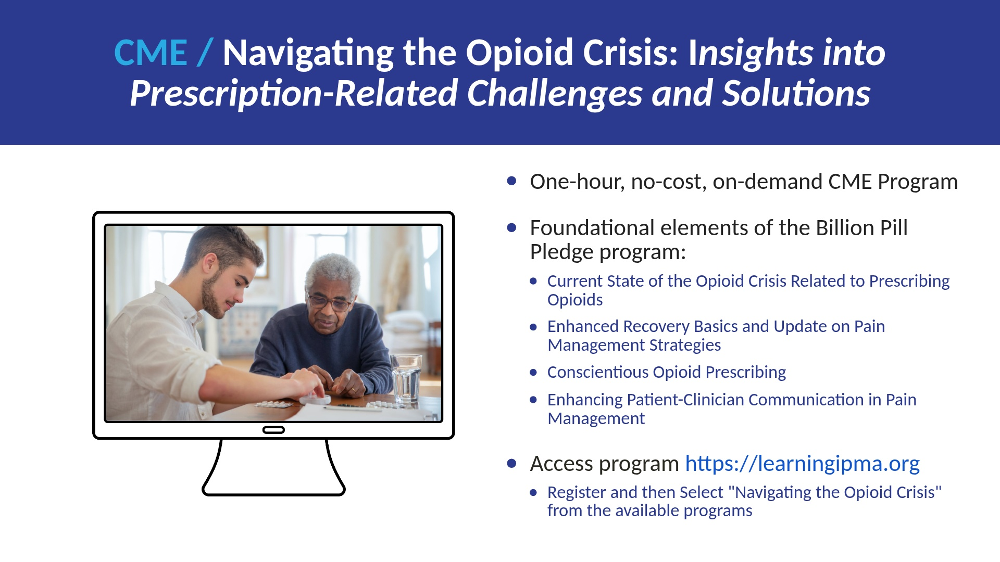 CME / Navigating the Opioid Crisis: Insights into
Prescription-Related Challenges and Solutions
• One-hour, no-cost, on-demand CME Program
• Foundational elements of the Billion Pill
Pledge program:
• Current State of the Opioid Crisis Related to Prescribing
Opioids
• Enhanced Recovery Basics and Update on Pain
Management Strategies
• Conscientious Opioid Prescribing
• Enhancing Patient-Clinician Communication in Pain
Management
• Access program https://learningipma.org
• Register and then Select "Navigating the Opioid Crisis"
from the available programs